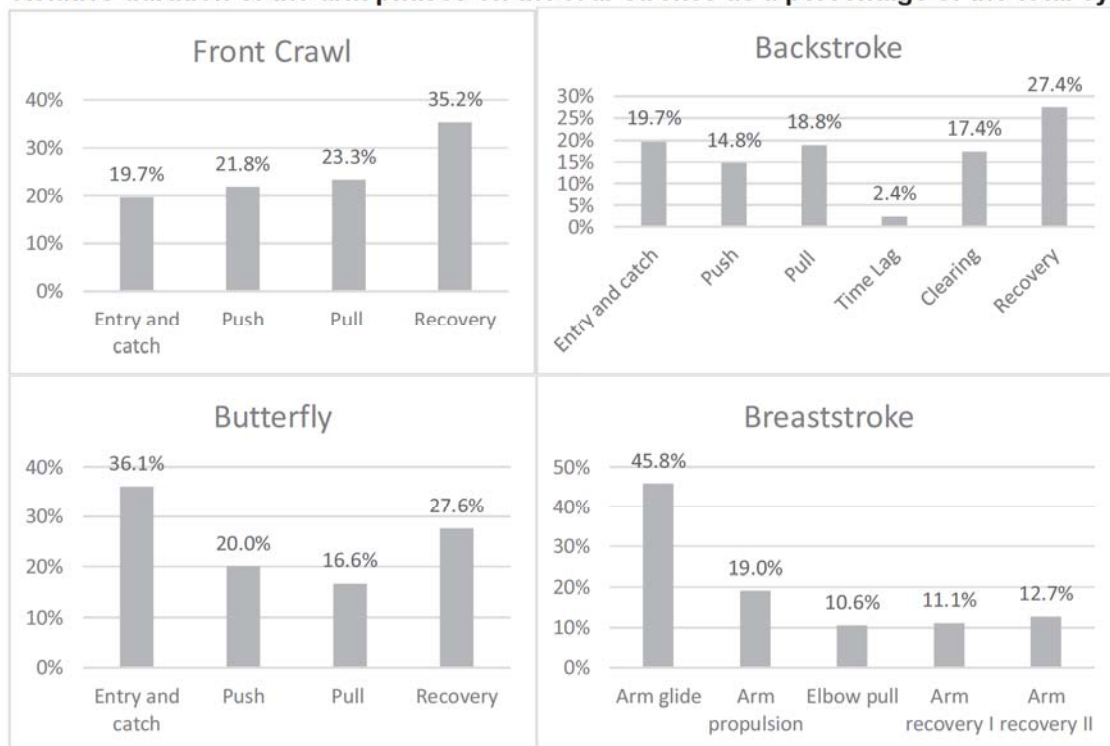 Front Crawl
40%
30%
20%
10%
0%
19.7%
21.8%
23.3%
35.2%
Entry and
catch
Push
Pull
Recovery
Backstroke
30%
25%
20%
15%
10%
5%
0%
19.7%
14.8%
18.8%
2.4%
17.4%
27.4%
Entry and catch
Push
Pull
Time Lag
Clearing
Recovery
Butterfly
40%
30%
20%
10%
0%
36.1%
20.0%
16.6%
27.6%
Entry and
catch
Push
Pull
Recovery
Breaststroke
50%
40%
30%
20%
10%
0%
45.8%
19.0%
10.6%
11.1%
12.7%
Arm glide
Arm
propulsion
Elbow pull
Arm
recovery I
Arm
recovery II